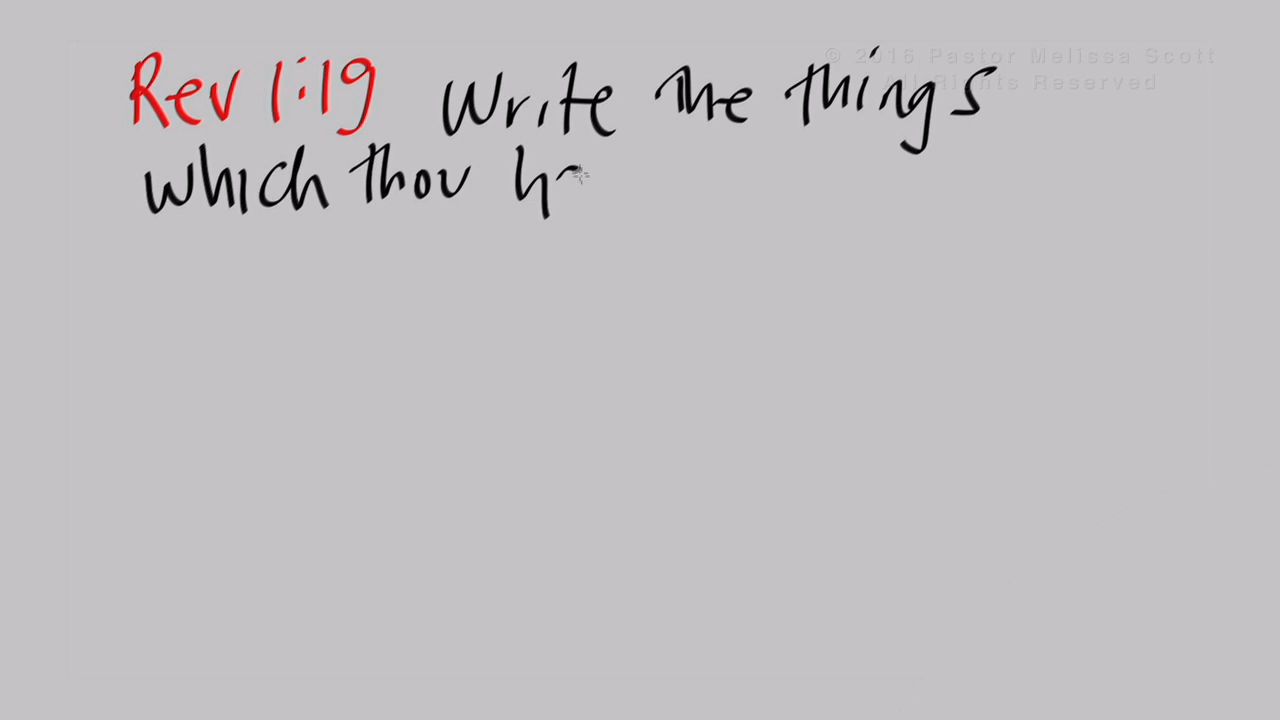 © 2016 Pastor Melissa Scott
All Rights Reserved
Rev 1:19 Write the things
which thou